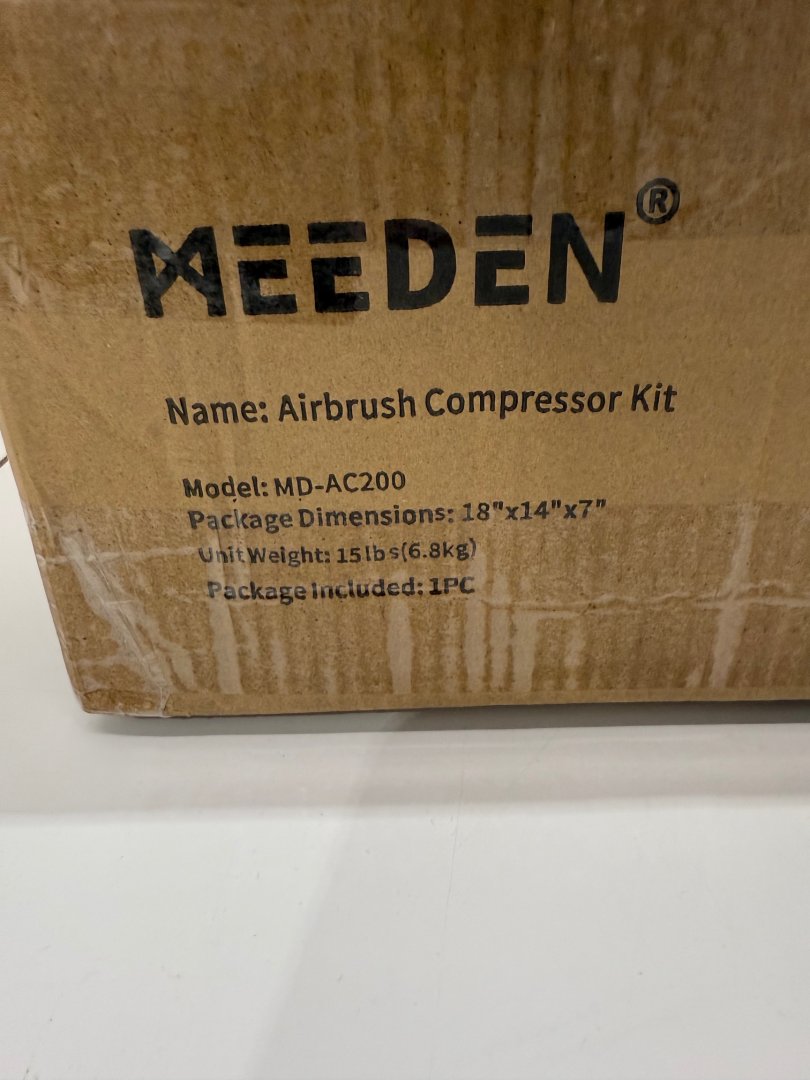 MEEDEN®
Name: Airbrush Compressor Kit
Model: MD-AC200
Package Dimensions: 18"x14"x7"
Unit Weight: 15lbs(6.8kg)
Package Included: 1PC